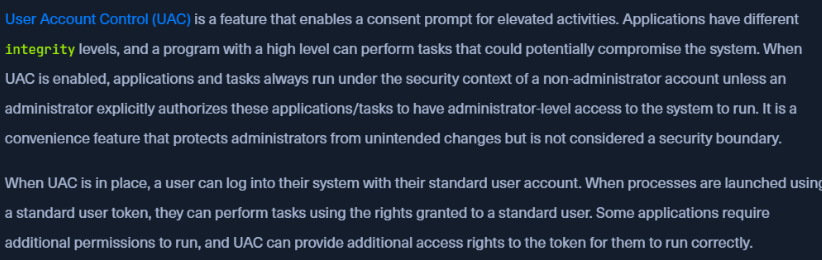 User Account Control (UAC) is a feature that enables a consent prompt for elevated activities. Applications have different
integrity levels, and a program with a high level can perform tasks that could potentially compromise the system. When
UAC is enabled, applications and tasks always run under the security context of a non-administrator account unless an
administrator explicitly authorizes these applications/tasks to have administrator-level access to the system to run. It is a
convenience feature that protects administrators from unintended changes but is not considered a security boundary.
When UAC is in place, a user can log into their system with their standard user account. When processes are launched using
a standard user token, they can perform tasks using the rights granted to a standard user. Some applications require
additional permissions to run, and UAC can provide additional access rights to the token for them to run correctly.